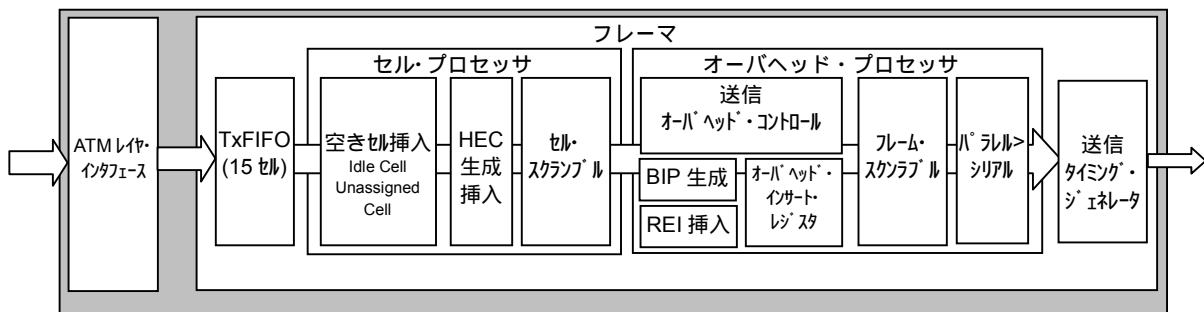 フレーマ
セル・プロセッサ
オーバヘッド・プロセッサ
ATM レイヤ・
インタフェース
TxFIFO
(15 セル)
空きセル挿入
Idle Cell
Unassigned
Cell
HEC
生成
挿入
セル・
スクランブル
送信
オーバヘッド・コントロール
BIP 生成
REI 挿入
オーバヘッド・
インサート・
レジスタ
フレーム・
スクンラブル
パラレル>
シリアル
送信
タイミング・
ジェネレータ